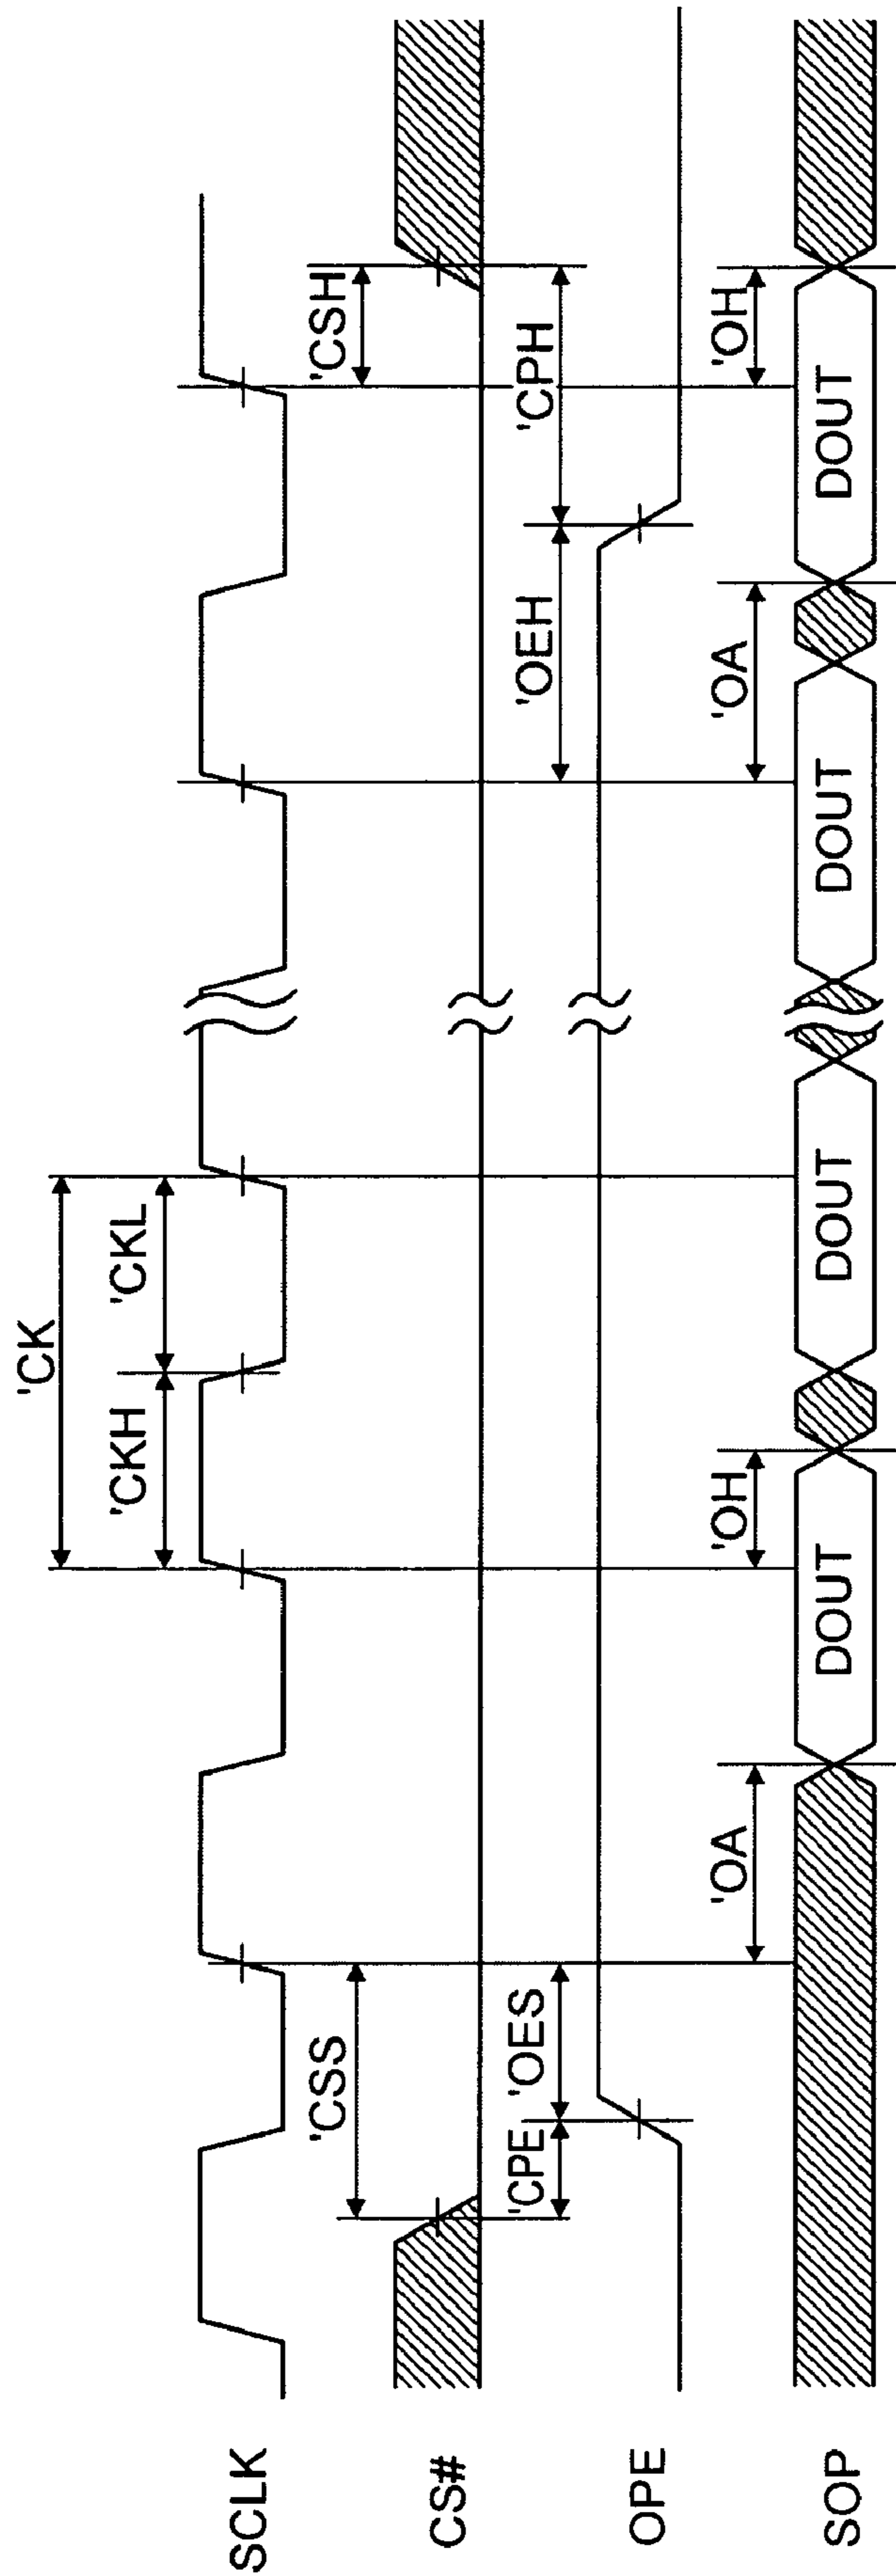 'CK
'CKH 'CKL
SCLK
'CSS 'CSH
CS#
'CPE 'OES 'OEH 'CPH
OPE
'OA 'OH 'OA 'OH
SOP DOUT DOUT DOUT DOUT